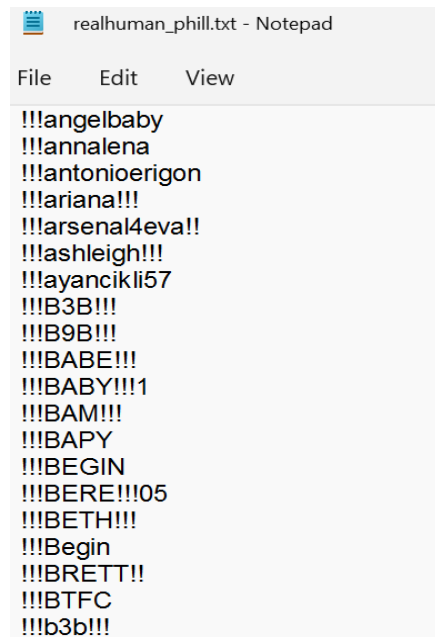 realhuman_phill.txt - Notepad
File Edit View
!!!angelbaby
!!!annalena
!!!antonioerigon
!!!ariana!!!
!!!arsenal4eva!!
!!!ashleigh!!!
!!!ayancikli57
!!!B3B!!!
!!!B9B!!!
!!!BABE!!!
!!!BABY!!!1
!!!BAM!!!
!!!BAPY
!!!BEGIN
!!!BERE!!!05
!!!BETH!!!
!!!Begin
!!!BRETT!!
!!!BTFC
!!!b3b!!!